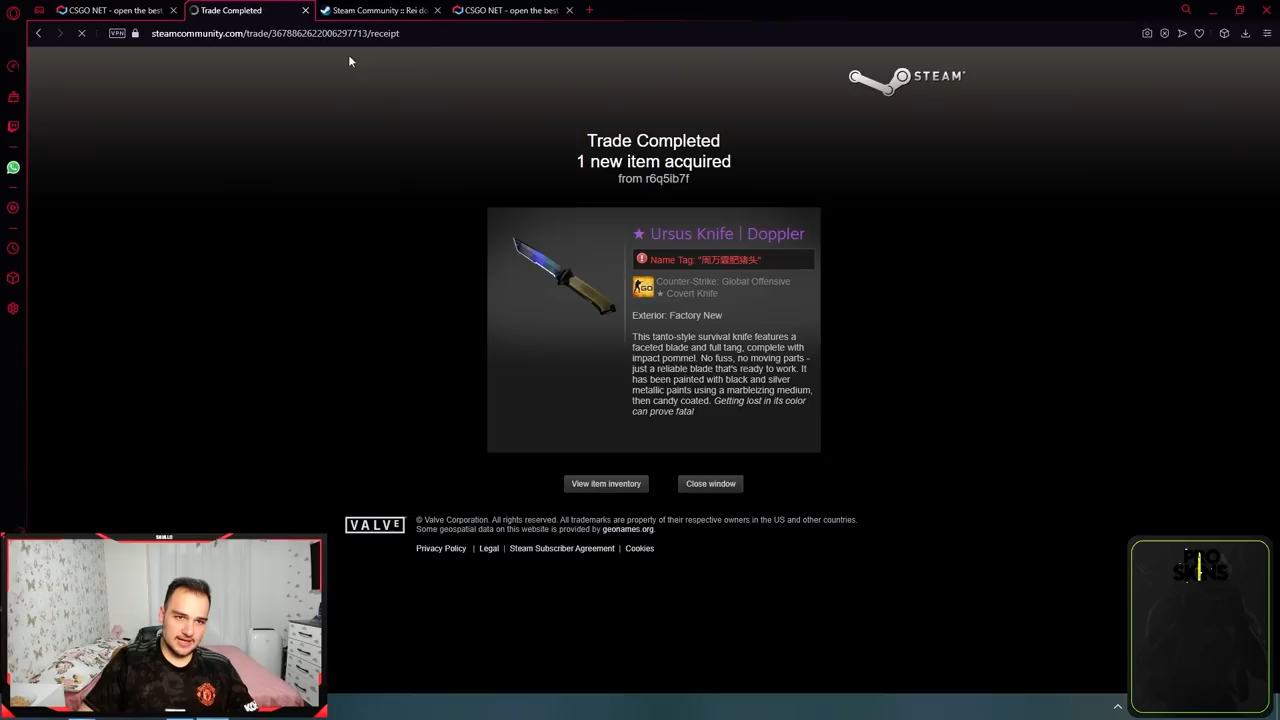 CSGO NET - open the best
Trade Completed
Steam Community :: Rei do
CSGO NET - open the best
VPN
steamcommunity.com/trade/3678862622006297713/receipt
STEAM
Trade Completed
1 new item acquired
from r6q5ib7f
★ Ursus Knife | Doppler
Name Tag: "周万霖肥猪头"
GO
Counter-Strike: Global Offensive
★ Covert Knife
Exterior: Factory New
This tanto-style survival knife features a
faceted blade and full tang, complete with
impact pommel. No fuss, no moving parts -
just a reliable blade that's ready to work. It
has been painted with black and silver
metallic paints using a marbleizing medium,
then candy coated. Getting lost in its color
can prove fatal
View item inventory
Close window
VALVE
© Valve Corporation. All rights reserved. All trademarks are property of their respective owners in the US and other countries.
Some geospatial data on this website is provided by geonames.org.
Privacy Policy | Legal | Steam Subscriber Agreement | Cookies
PRO
SKINS